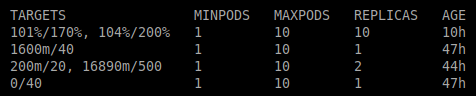 TARGETS MINPODS MAXPODS REPLICAS AGE
101%/170%, 104%/200% 1 10 10 10h
1600m/40 1 10 1 47h
200m/20, 16890m/500 1 10 2 44h
0/40 1 10 1 47h